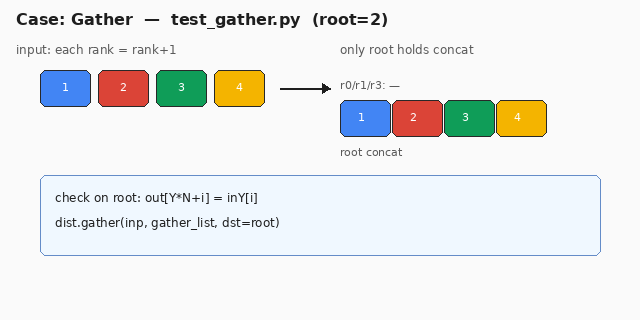 Case: Gather — test_gather.py (root=2)
input: each rank = rank+1
only root holds concat
1 2 3 4
r0/r1/r3: —
1 2 3 4
root concat
check on root: out[Y*N+i] = inY[i]
dist.gather(inp, gather_list, dst=root)